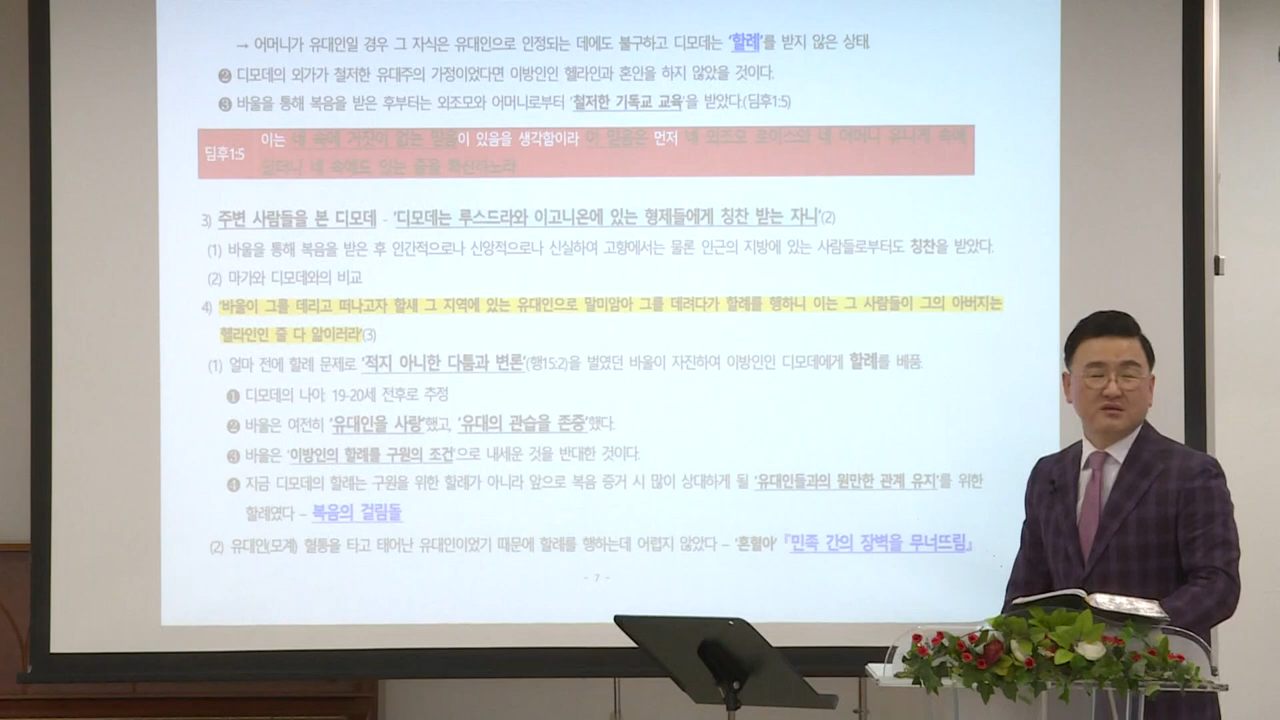 → 어머니가 유대인일 경우 그 자식은 유대인으로 인정되는 데에도 불구하고 디모데는 '할례'를 받지 않은 상태.
❷ 디모데의 외가가 철저한 유대주의 가정이었다면 이방인인 헬라인과 혼인을 하지 않았을 것이다.
❸ 바울을 통해 복음을 받은 후부터는 외조모와 어머니로부터 '철저한 기독교 교육'을 받았다.(딤후1:5)
딤후1:5 이는 네 속에 거짓이 없는 믿음이 있음을 생각함이라 이 믿음은 먼저 네 외조모 로이스와 네 어머니 유니게 속에
있더니 네 속에도 있는 줄을 확신하노라
3) 주변 사람들을 본 디모데 - '디모데는 루스드라와 이고니온에 있는 형제들에게 칭찬 받는 자니'(2)
(1) 바울을 통해 복음을 받은 후 인간적으로나 신앙적으로나 신실하여 고향에서는 물론 인근의 지방에 있는 사람들로부터도 칭찬을 받았다.
(2) 마가와 디모데와의 비교
4) '바울이 그를 데리고 떠나고자 할새 그 지역에 있는 유대인으로 말미암아 그를 데려다가 할례를 행하니 이는 그 사람들이 그의 아버지는
헬라인인 줄 다 앎이러라'(3)
(1) 얼마 전에 할례 문제로 '적지 아니한 다툼과 변론'(행15:2)을 벌였던 바울이 자진하여 이방인인 디모데에게 할례를 베품.
❶ 디모데의 나이: 19-20세 전후로 추정
❷ 바울은 여전히 '유대인을 사랑'했고, '유대의 관습을 존중'했다.
❸ 바울은 '이방인의 할례를 구원의 조건'으로 내세운 것을 반대한 것이다.
❹ 지금 디모데의 할례는 구원을 위한 할례가 아니라 앞으로 복음 증거 시 많이 상대하게 될 '유대인들과의 원만한 관계 유지'를 위한
할례였다 – 복음의 걸림돌
(2) 유대인(모계) 혈통을 타고 태어난 유대인이었기 때문에 할례를 행하는데 어렵지 않았다 – '혼혈아' 『민족 간의 장벽을 무너뜨림』
- 7 -